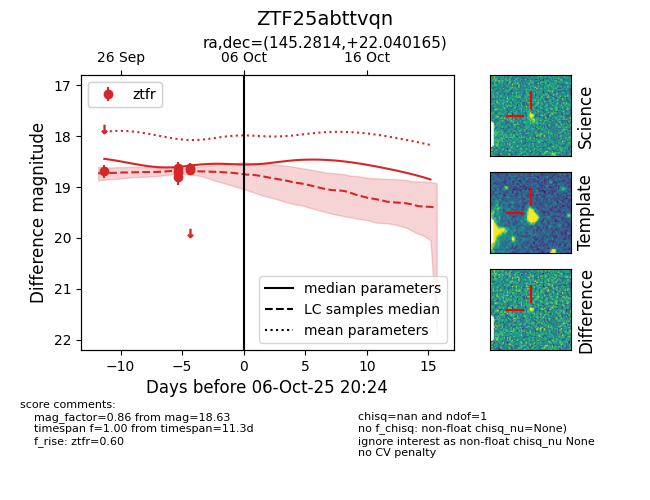 ZTF25abttvqn
ra,dec=(145.2814,+22.040165)
26 Sep
06 Oct
16 Oct
17
18
19
20
21
22
Difference magnitude
ztfr
median parameters
LC samples median
mean parameters
−10
−5
0
5
10
15
Days before 06-Oct-25 20:24
Science
Template
Difference
score comments:
mag_factor=0.86 from mag=18.63
timespan f=1.00 from timespan=11.3d
f_rise: ztfr=0.60
chisq=nan and ndof=1
no f_chisq: non-float chisq_nu=None)
ignore interest as non-float chisq_nu None
no CV penalty